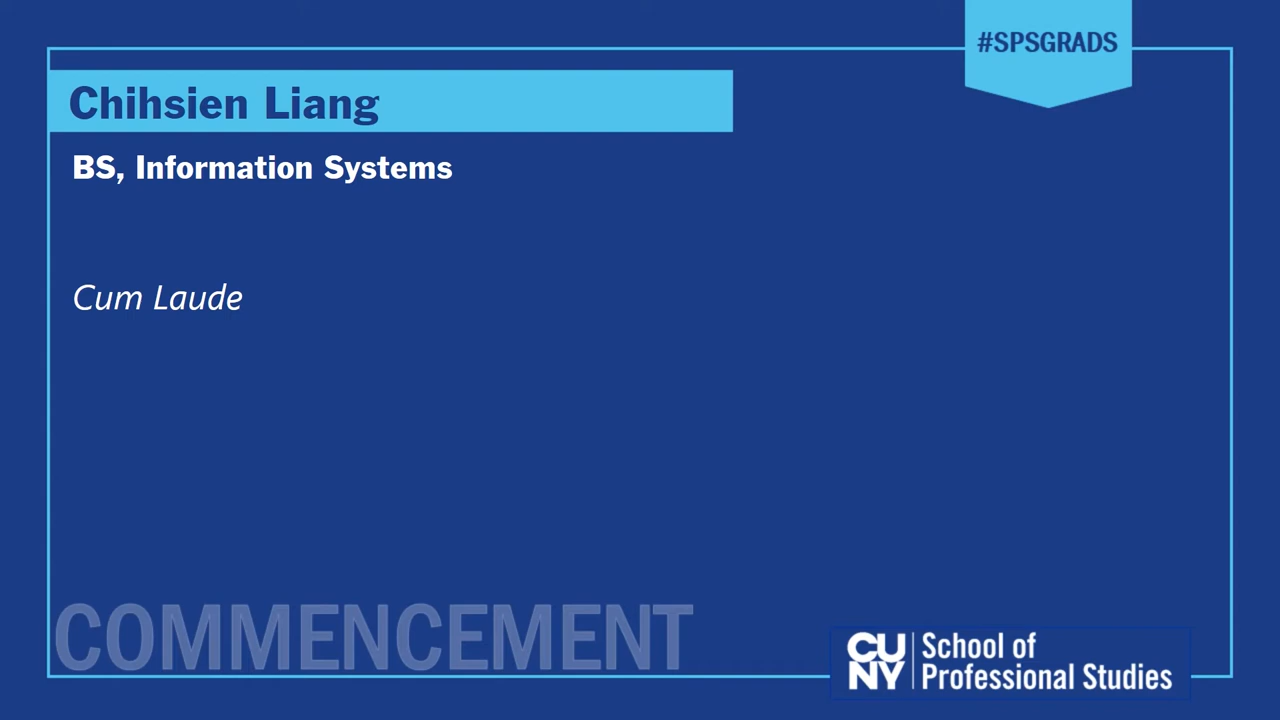 #SPSGRADS
Chihsien Liang
BS, Information Systems
Cum Laude
COMMENCEMENT
CU
NY
School of
Professional Studies